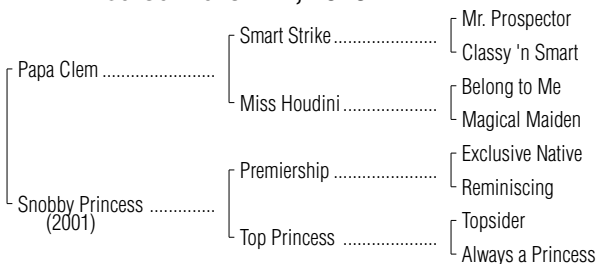 Mr. Prospector
Smart Strike
Classy 'n Smart
Papa Clem
Belong to Me
Miss Houdini
Magical Maiden
Exclusive Native
Premiership
Reminiscing
Snobby Princess
(2001)
Topsider
Top Princess
Always a Princess